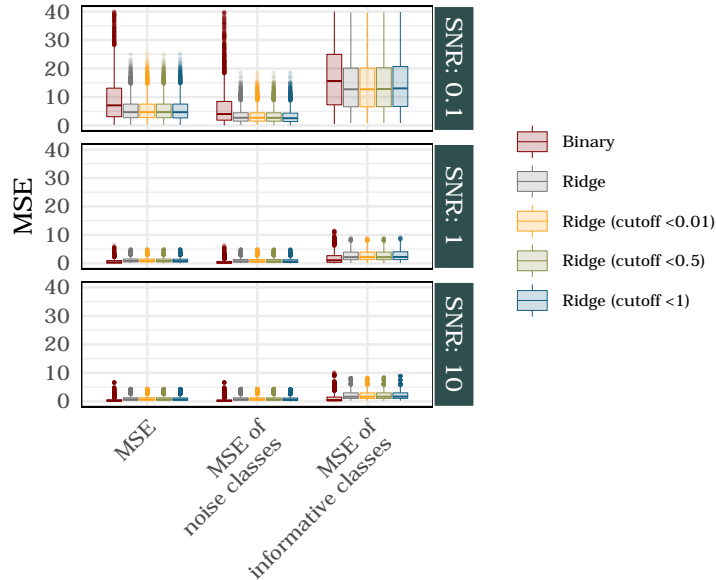 MSE
40
30
20
10
0
SNR: 0.1
40
30
20
10
0
SNR: 1
40
30
20
10
0
SNR: 10
MSE
MSE of
noise classes
MSE of
informative classes
Binary
Ridge
Ridge (cutoff <0.01)
Ridge (cutoff <0.5)
Ridge (cutoff <1)